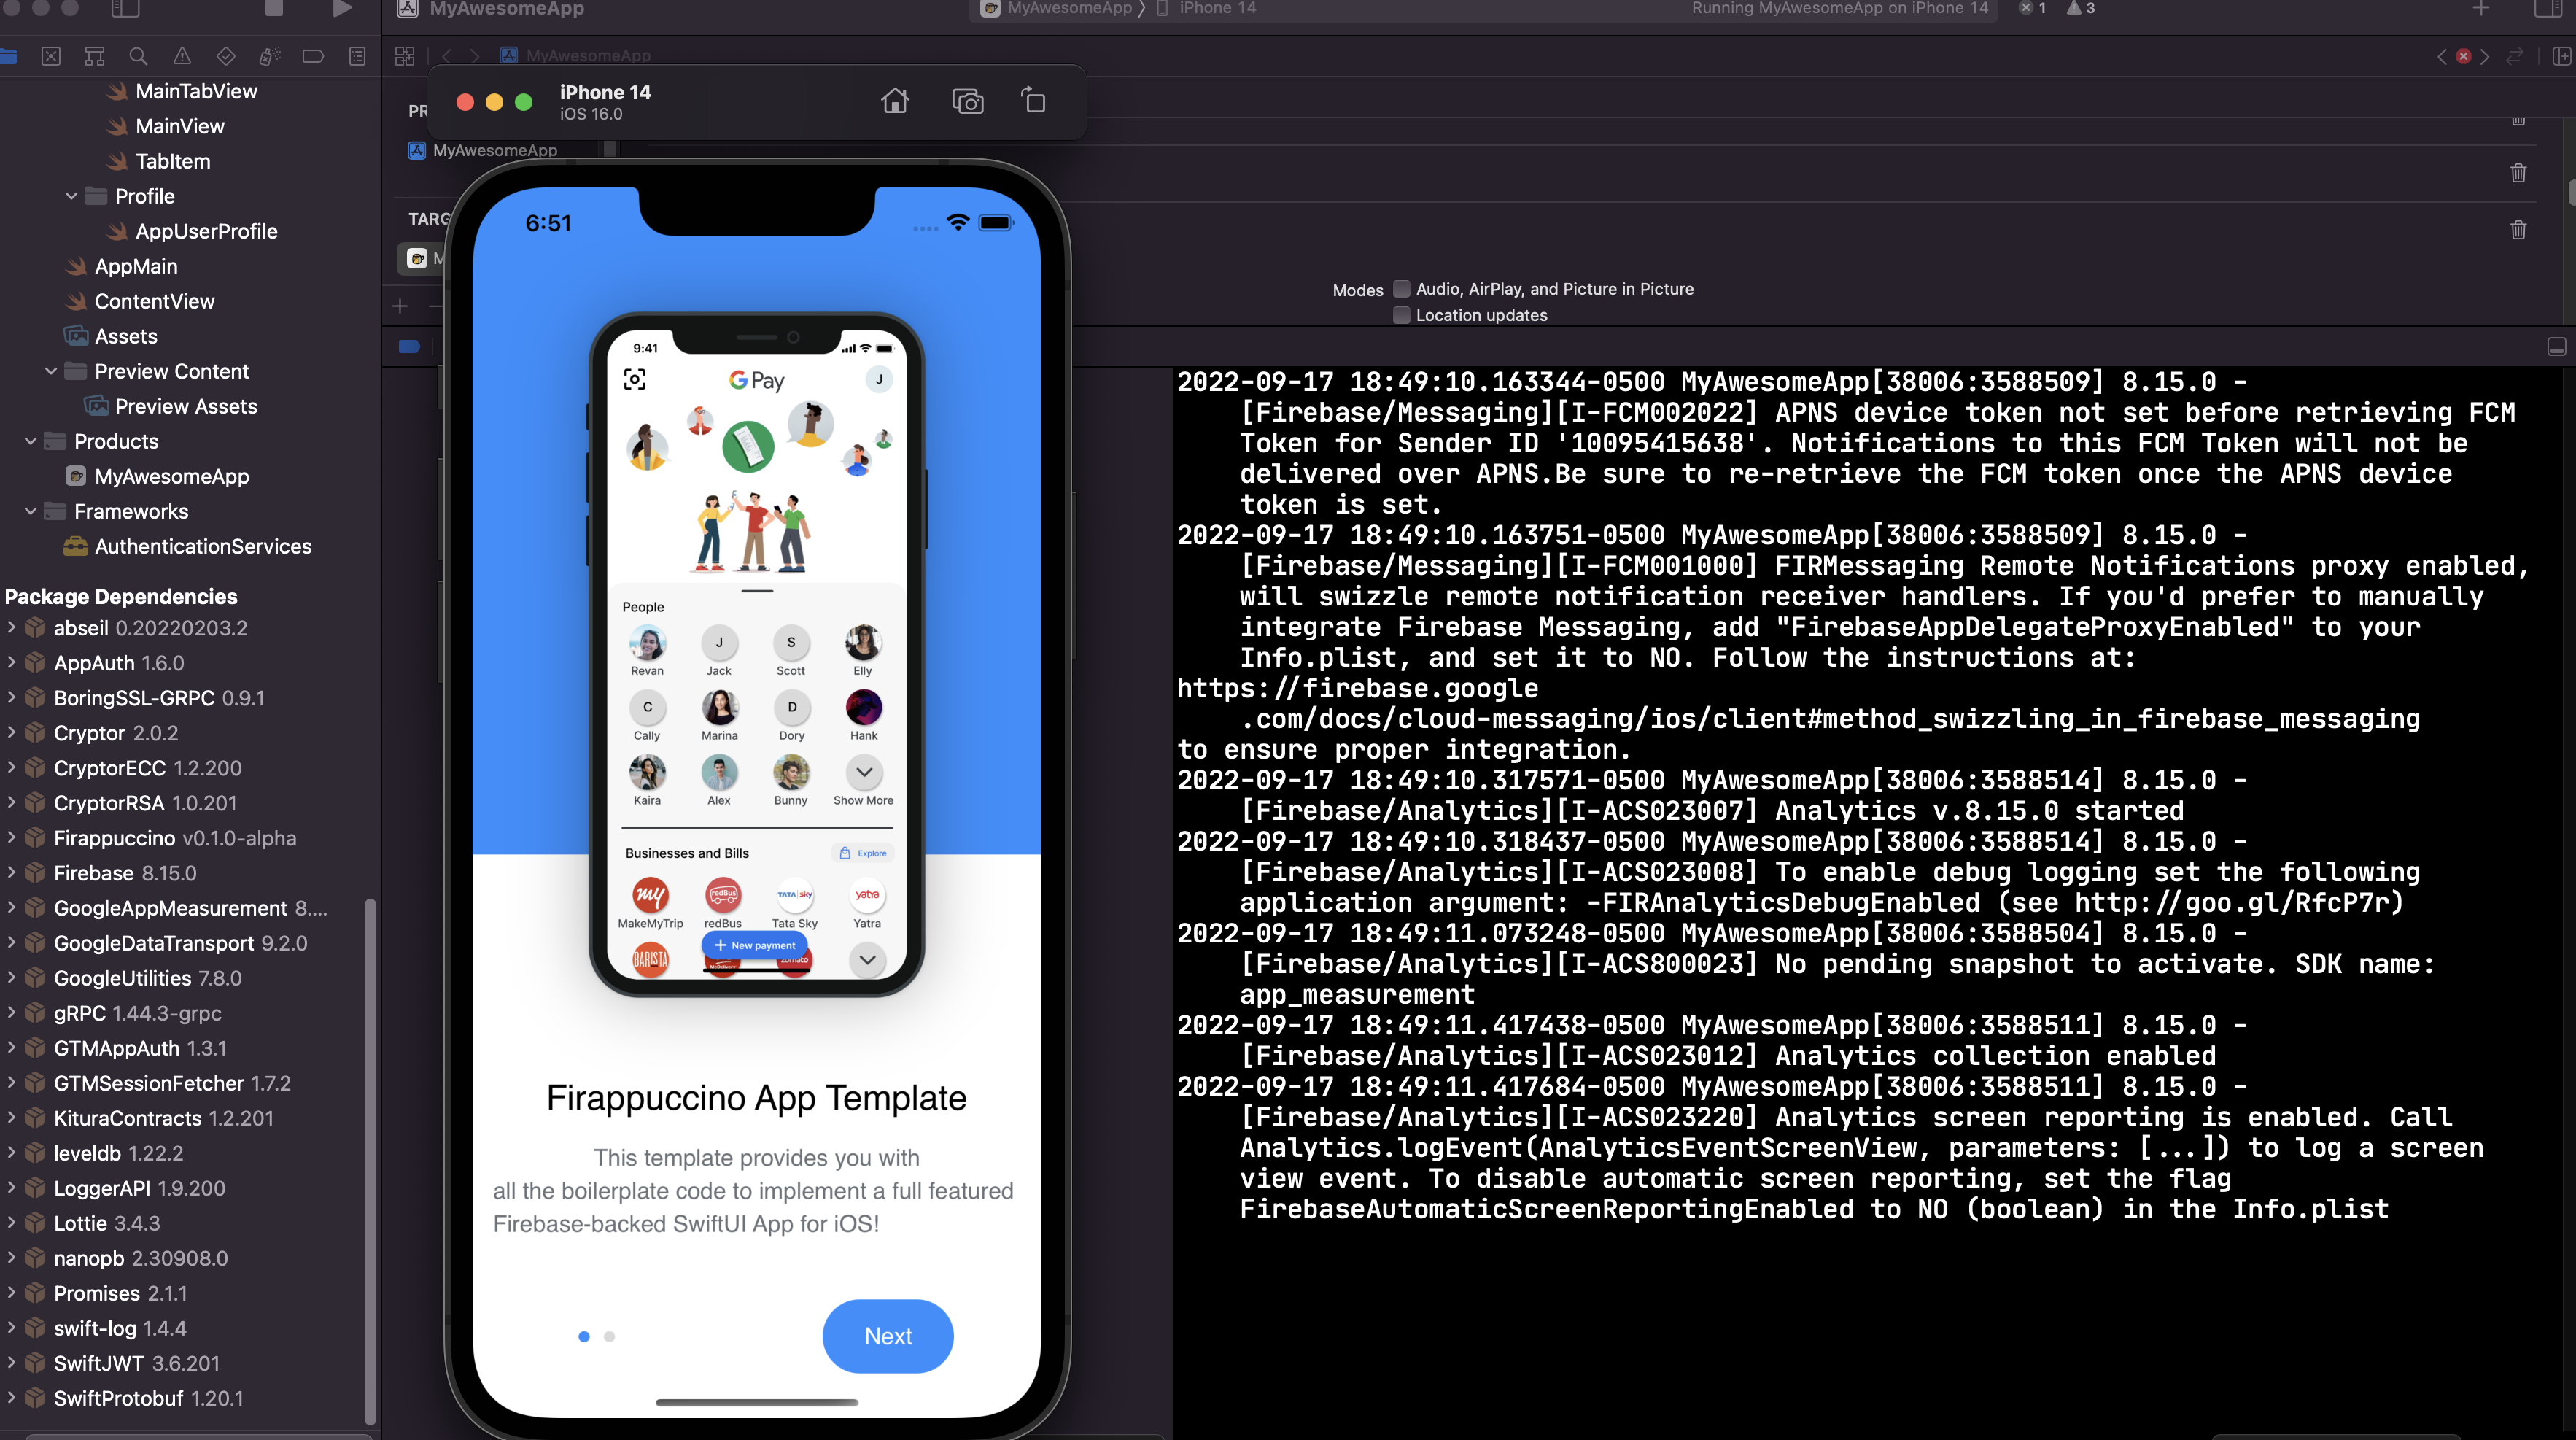 MyAwesomeApp
MyAwesomeApp
iPhone 14
Running MyAwesomeApp on iPhone 14
1
3
MyAwesomeApp
MainTabView
MainView
TabItem
Profile
AppUserProfile
AppMain
ContentView
Assets
Preview Content
Preview Assets
Products
MyAwesomeApp
Frameworks
AuthenticationServices
Package Dependencies
abseil 0.20220203.2
AppAuth 1.6.0
BoringSSL-GRPC 0.9.1
Cryptor 2.0.2
CryptorECC 1.2.200
CryptorRSA 1.0.201
Firappuccino v0.1.0-alpha
Firebase 8.15.0
GoogleAppMeasurement 8....
GoogleDataTransport 9.2.0
GoogleUtilities 7.8.0
gRPC 1.44.3-grpc
GTMAppAuth 1.3.1
GTMSessionFetcher 1.7.2
KituraContracts 1.2.201
leveldb 1.22.2
LoggerAPI 1.9.200
Lottie 3.4.3
nanopb 2.30908.0
Promises 2.1.1
swift-log 1.4.4
SwiftJWT 3.6.201
SwiftProtobuf 1.20.1
PR
MyAwesomeApp
TARG
M
iPhone 14
iOS 16.0
6:51
9:41
G Pay
J
People
J
S
Revan
Jack
Scott
Elly
C
D
Cally
Marina
Dory
Hank
Kaira
Alex
Bunny
Show More
Businesses and Bills
Explore
my
redBus
TATA sky
yatra
MakeMyTrip
redBus
Tata Sky
Yatra
New payment
BARISTA
zomato
Firappuccino App Template
This template provides you with
all the boilerplate code to implement a full featured
Firebase-backed SwiftUI App for iOS!
Next
Modes
Audio, AirPlay, and Picture in Picture
Location updates
2022-09-17 18:49:10.163344-0500 MyAwesomeApp[38006:3588509] 8.15.0 -
[Firebase/Messaging][I-FCM002022] APNS device token not set before retrieving FCM
Token for Sender ID '10095415638'. Notifications to this FCM Token will not be
delivered over APNS.Be sure to re-retrieve the FCM token once the APNS device
token is set.
2022-09-17 18:49:10.163751-0500 MyAwesomeApp[38006:3588509] 8.15.0 -
[Firebase/Messaging][I-FCM001000] FIRMessaging Remote Notifications proxy enabled,
will swizzle remote notification receiver handlers. If you'd prefer to manually
integrate Firebase Messaging, add "FirebaseAppDelegateProxyEnabled" to your
Info.plist, and set it to NO. Follow the instructions at:
https://firebase.google
.com/docs/cloud-messaging/ios/client#method_swizzling_in_firebase_messaging
to ensure proper integration.
2022-09-17 18:49:10.317571-0500 MyAwesomeApp[38006:3588514] 8.15.0 -
[Firebase/Analytics][I-ACS023007] Analytics v.8.15.0 started
2022-09-17 18:49:10.318437-0500 MyAwesomeApp[38006:3588514] 8.15.0 -
[Firebase/Analytics][I-ACS023008] To enable debug logging set the following
application argument: -FIRAnalyticsDebugEnabled (see http://goo.gl/RfcP7r)
2022-09-17 18:49:11.073248-0500 MyAwesomeApp[38006:3588504] 8.15.0 -
[Firebase/Analytics][I-ACS800023] No pending snapshot to activate. SDK name:
app_measurement
2022-09-17 18:49:11.417438-0500 MyAwesomeApp[38006:3588511] 8.15.0 -
[Firebase/Analytics][I-ACS023012] Analytics collection enabled
2022-09-17 18:49:11.417684-0500 MyAwesomeApp[38006:3588511] 8.15.0 -
[Firebase/Analytics][I-ACS023220] Analytics screen reporting is enabled. Call
Analytics.logEvent(AnalyticsEventScreenView, parameters: [...]) to log a screen
view event. To disable automatic screen reporting, set the flag
FirebaseAutomaticScreenReportingEnabled to NO (boolean) in the Info.plist